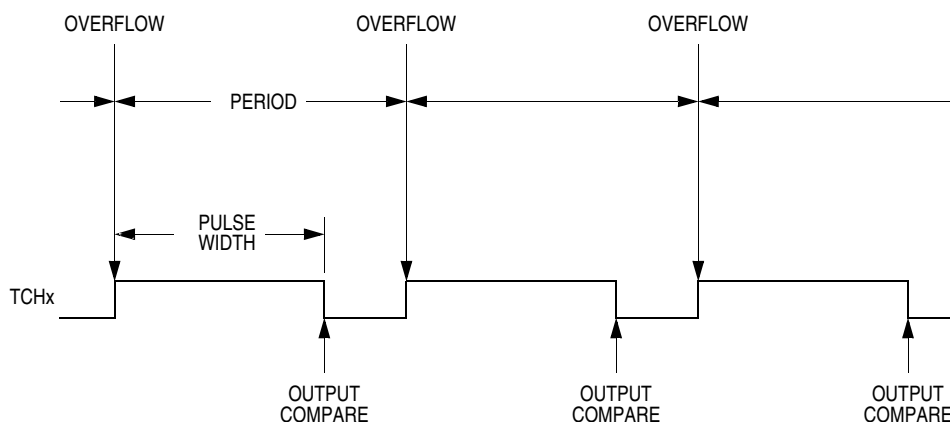 OVERFLOW
OVERFLOW
OVERFLOW
PERIOD
PULSE
WIDTH
TCHx
OUTPUT
COMPARE
OUTPUT
COMPARE
OUTPUT
COMPARE